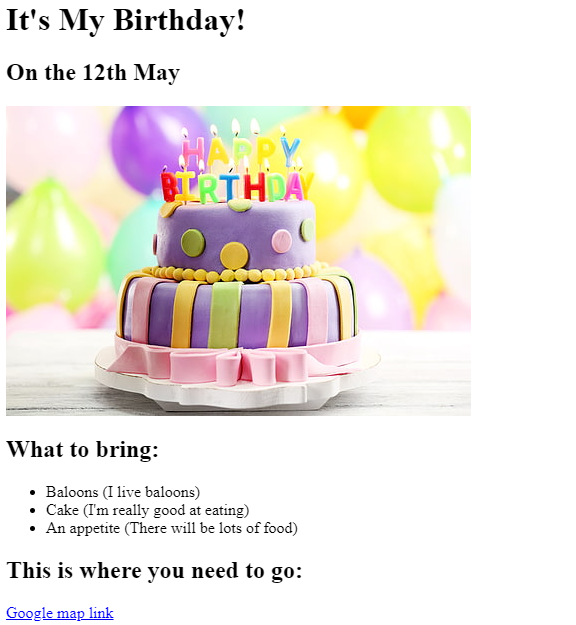 It's My Birthday!
On the 12th May
HAPPY
BIRTHDAY
What to bring:
Baloons (I live baloons)
Cake (I'm really good at eating)
An appetite (There will be lots of food)
This is where you need to go:
Google map link